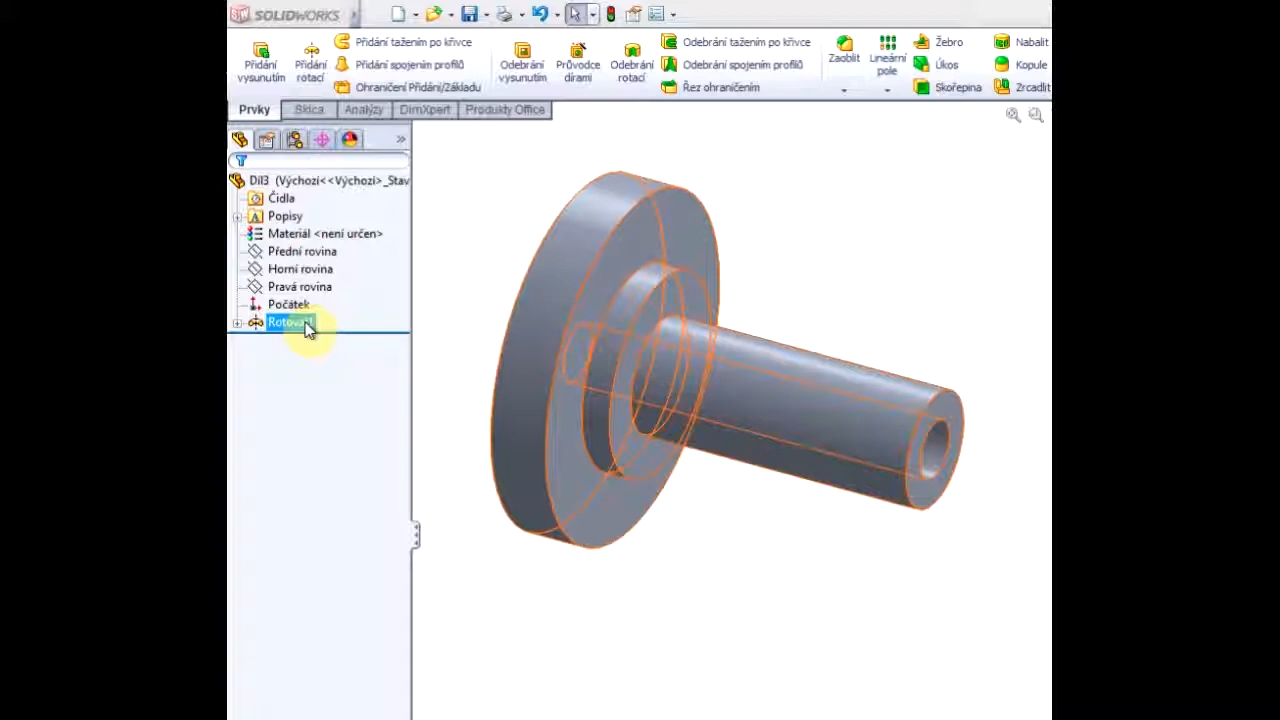 SOLIDWORKS
Přidání vysunutím
Přidání rotací
Přidání tažením po křivce
Přidání spojením profilů
Ohraničení Přidání/Základu
Odebrání vysunutím
Průvodce dírami
Odebrání rotací
Odebrání tažením po křivce
Odebrání spojením profilů
Řez ohraničením
Zaoblit
Lineární pole
Žebro
Úkos
Skořepina
Nabalit
Kopule
Zrcadlit
Prvky
Skica
Analýzy
DimXpert
Produkty Office
Díl3 (Výchozí<<Výchozí>_Stav
Čidla
Popisy
Materiál <není určen>
Přední rovina
Horní rovina
Pravá rovina
Počátek